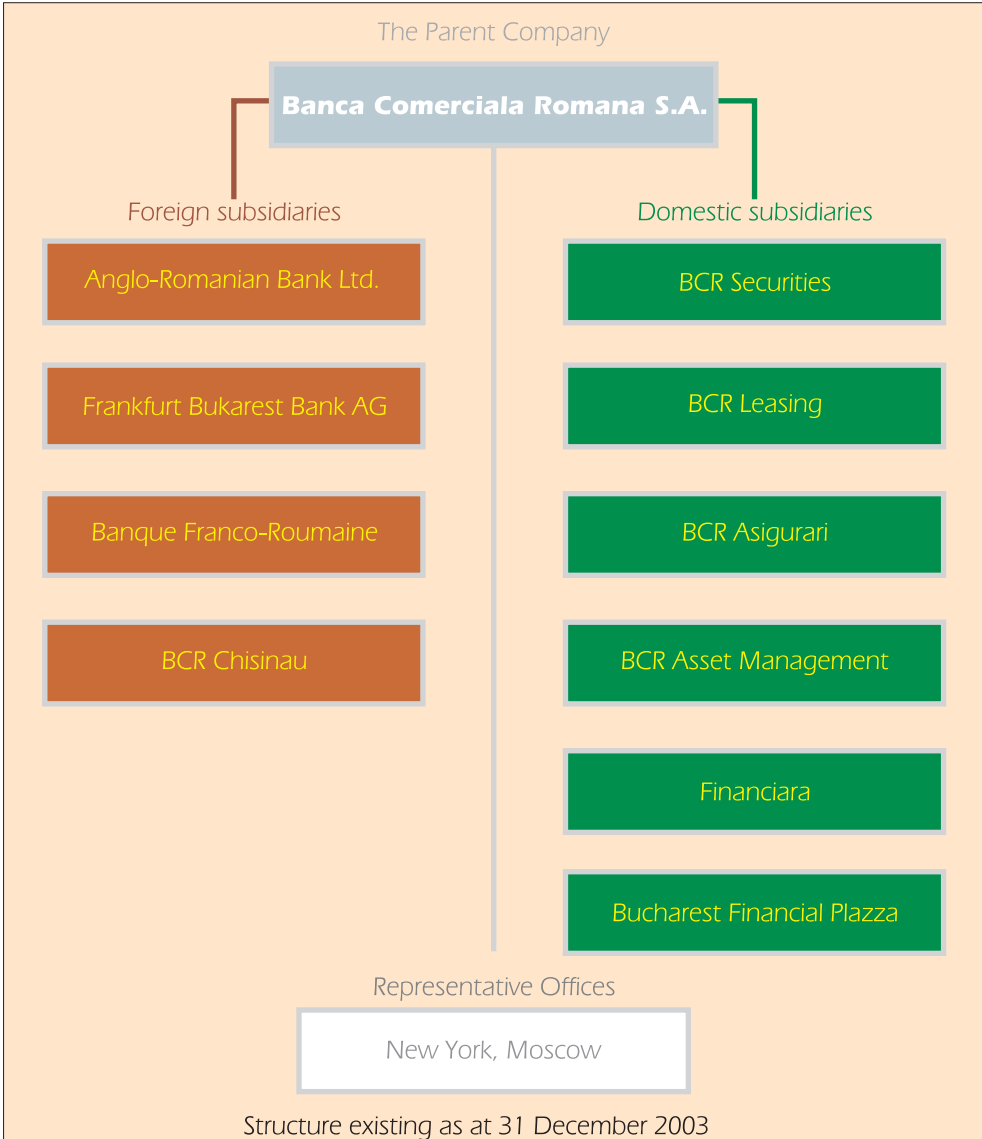 The Parent Company
Banca Comerciala Romana S.A.
Foreign subsidiaries
Anglo-Romanian Bank Ltd.
Frankfurt Bukarest Bank AG
Banque Franco-Roumaine
BCR Chisinau
Domestic subsidiaries
BCR Securities
BCR Leasing
BCR Asigurari
BCR Asset Management
Financiara
Bucharest Financial Plazza
Representative Offices
New York, Moscow
Structure existing as at 31 December 2003